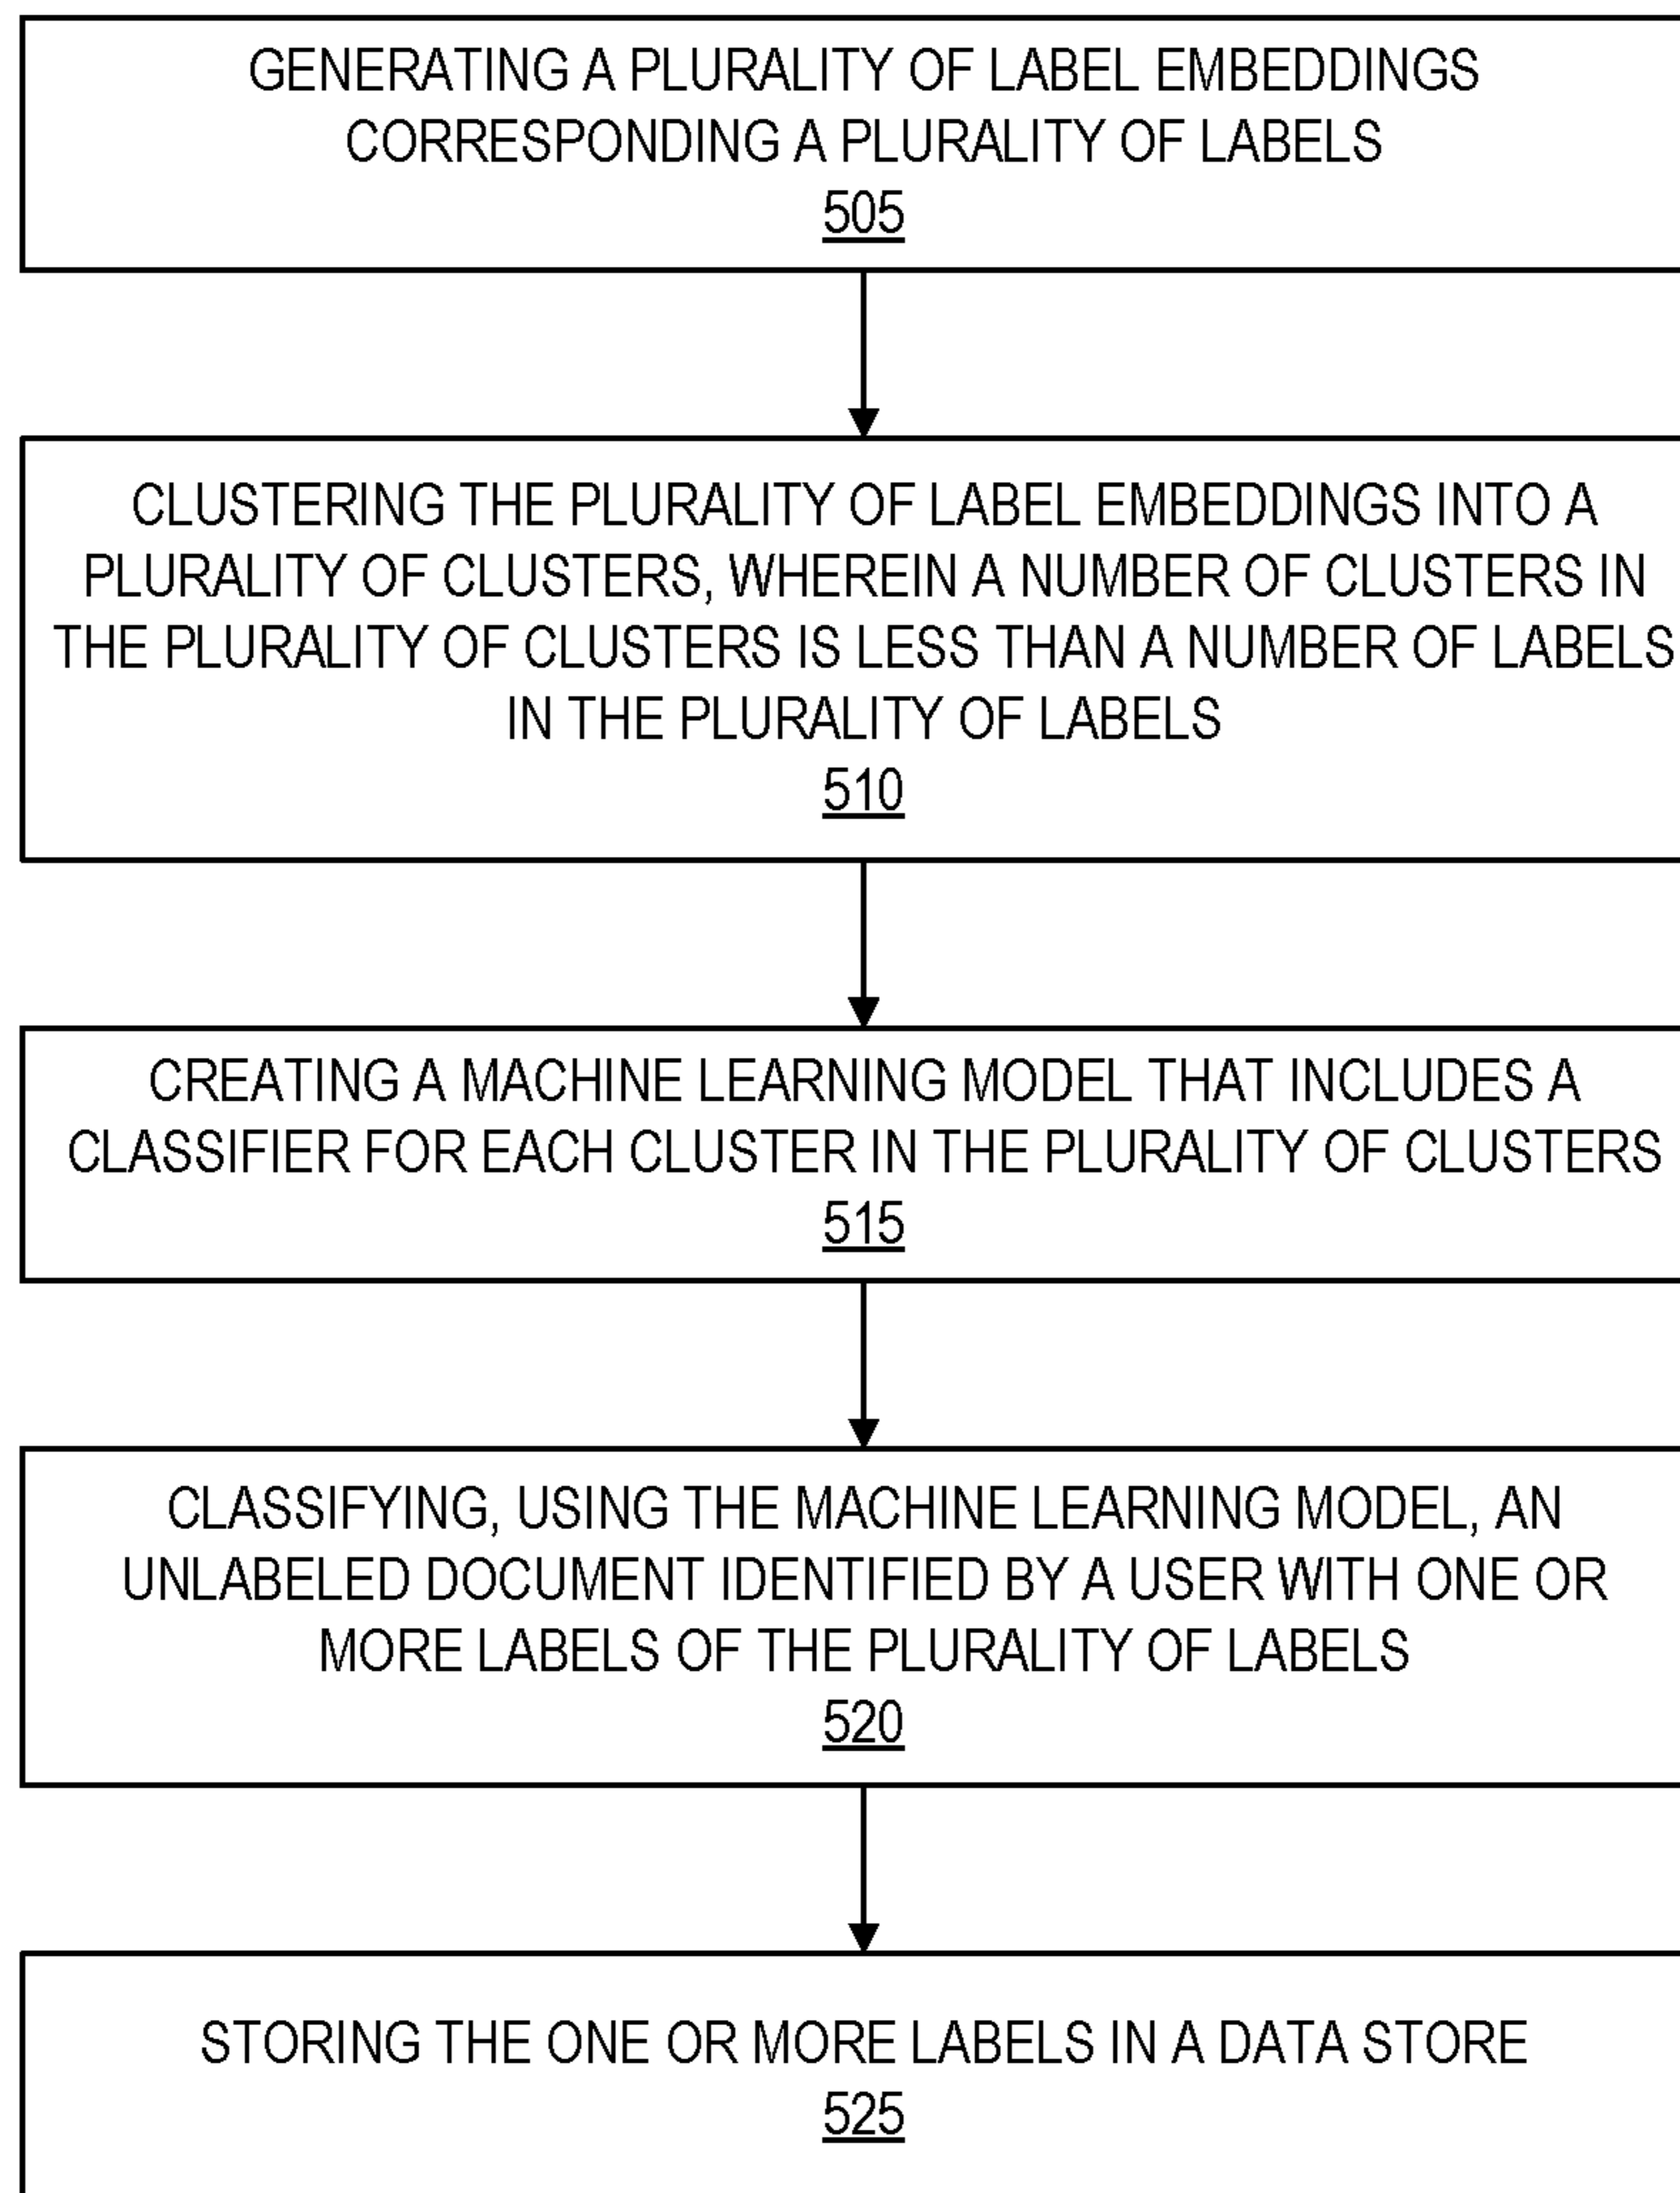 GENERATING A PLURALITY OF LABEL EMBEDDINGS
CORRESPONDING A PLURALITY OF LABELS
505
CLUSTERING THE PLURALITY OF LABEL EMBEDDINGS INTO A
PLURALITY OF CLUSTERS, WHEREIN A NUMBER OF CLUSTERS IN
THE PLURALITY OF CLUSTERS IS LESS THAN A NUMBER OF LABELS
IN THE PLURALITY OF LABELS
510
CREATING A MACHINE LEARNING MODEL THAT INCLUDES A
CLASSIFIER FOR EACH CLUSTER IN THE PLURALITY OF CLUSTERS
515
CLASSIFYING, USING THE MACHINE LEARNING MODEL, AN
UNLABELED DOCUMENT IDENTIFIED BY A USER WITH ONE OR
MORE LABELS OF THE PLURALITY OF LABELS
520
STORING THE ONE OR MORE LABELS IN A DATA STORE
525